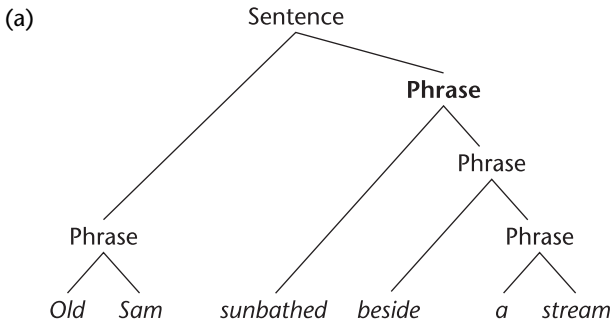 (a)
Sentence
Phrase
Phrase
Phrase Phrase
Old Sam sunbathed beside a stream